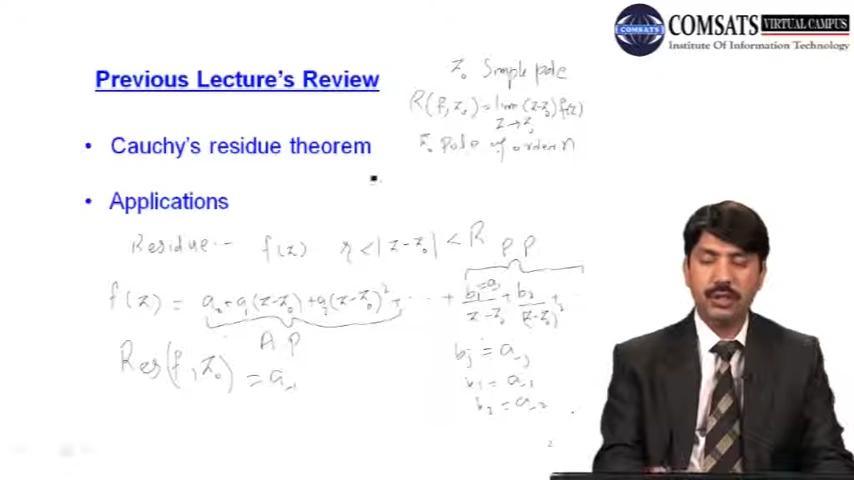 COMSATS VIRTUAL CAMPUS
Institute Of Information Technology
Previous Lecture's Review
z₀ Simple pole
R(f, z₀) = lim (z-z₀) f(z)
z→z₀
z₀ Pole of order n
• Cauchy's residue theorem
• Applications
Residue:- f(z) r < |z-z₀| < R
P P
f(z) = a₀+a₁(z-z₀)+a₂(z-z₀)²+ ... + b₁=a₋₁/z-z₀ + b₂/(z-z₀)² +
A P
Res(f, z₀) = a₋₁
bⱼ = a₋ⱼ
b₁ = a₋₁
b₂ = a₋₂